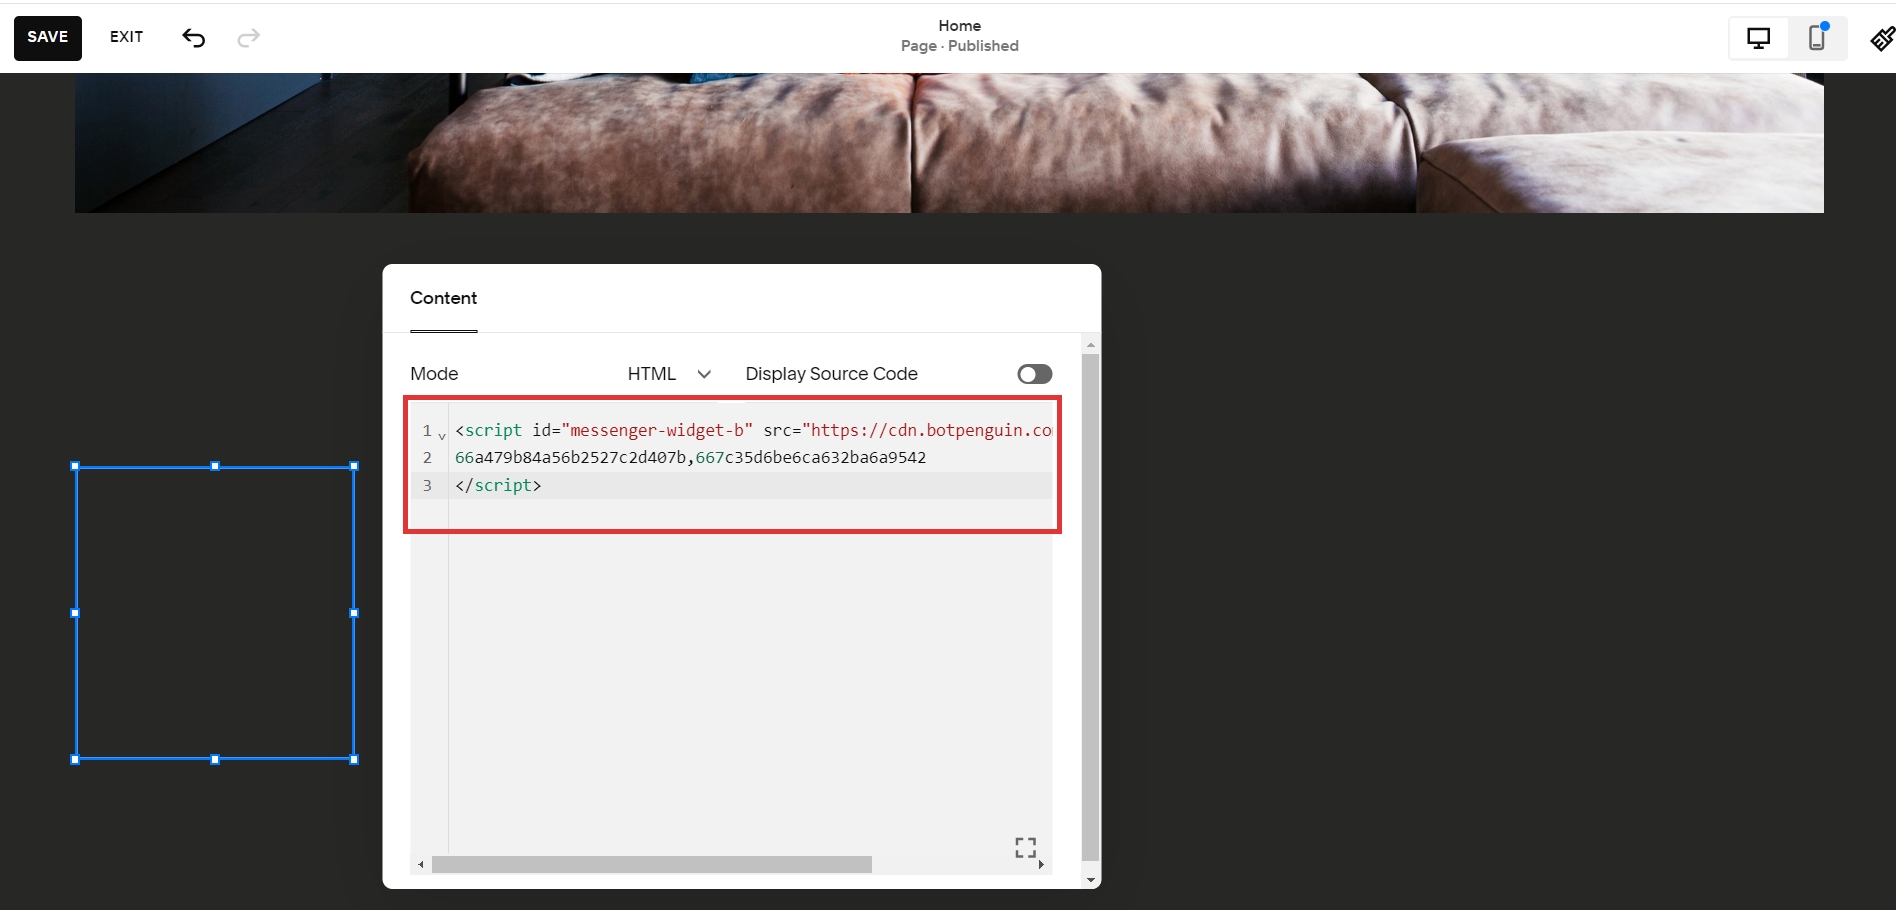 SAVE EXIT
Home
Page · Published
Content
Mode HTML Display Source Code
1 <script id="messenger-widget-b" src="https://cdn.botpenguin.co
2 66a479b84a56b2527c2d407b,667c35d6be6ca632ba6a9542
3 </script>